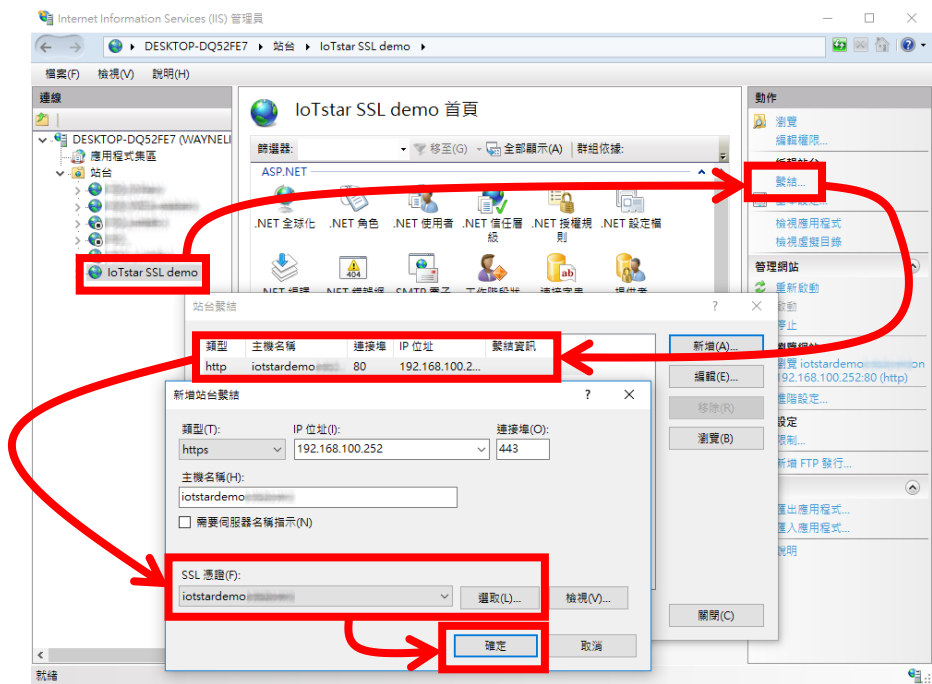 Internet Information Services (IIS) 管理員
DESKTOP-DQ52FE7 站台 IoTstar SSL demo
檔案(F) 檢視(V) 說明(H)
連線
DESKTOP-DQ52FE7 (WAYNELI
應用程式集區
站台
IoTstar SSL demo
IoTstar SSL demo 首頁
篩選器: 移至(G) 全部顯示(A) 群組依據:
ASP.NET
.NET 全球化 .NET 角色 .NET 使用者 .NET 信任層級 .NET 授權規則 .NET 設定檔
動作
瀏覽
編輯權限...
編輯站台
繫結...
檢視應用程式
檢視虛擬目錄
管理網站
重新啟動
啟動
停止
瀏覽網站
瀏覽 iotstardemo
192.168.100.252:80 (http)
進階設定...
設定
限制...
新增 FTP 發行...
匯出應用程式...
匯入應用程式...
說明
站台繫結 ?
類型 主機名稱 連接埠 IP 位址 繫結資訊
http iotstardemo 80 192.168.100.2...
新增(A)...
編輯(E)...
移除(R)
瀏覽(B)
關閉(C)
新增站台繫結 ?
類型(T): IP 位址(I): 連接埠(O):
https 192.168.100.252 443
主機名稱(H):
iotstardemo
需要伺服器名稱指示(N)
SSL 憑證(F):
iotstardemo 選取(L)... 檢視(V)...
確定 取消
就緒